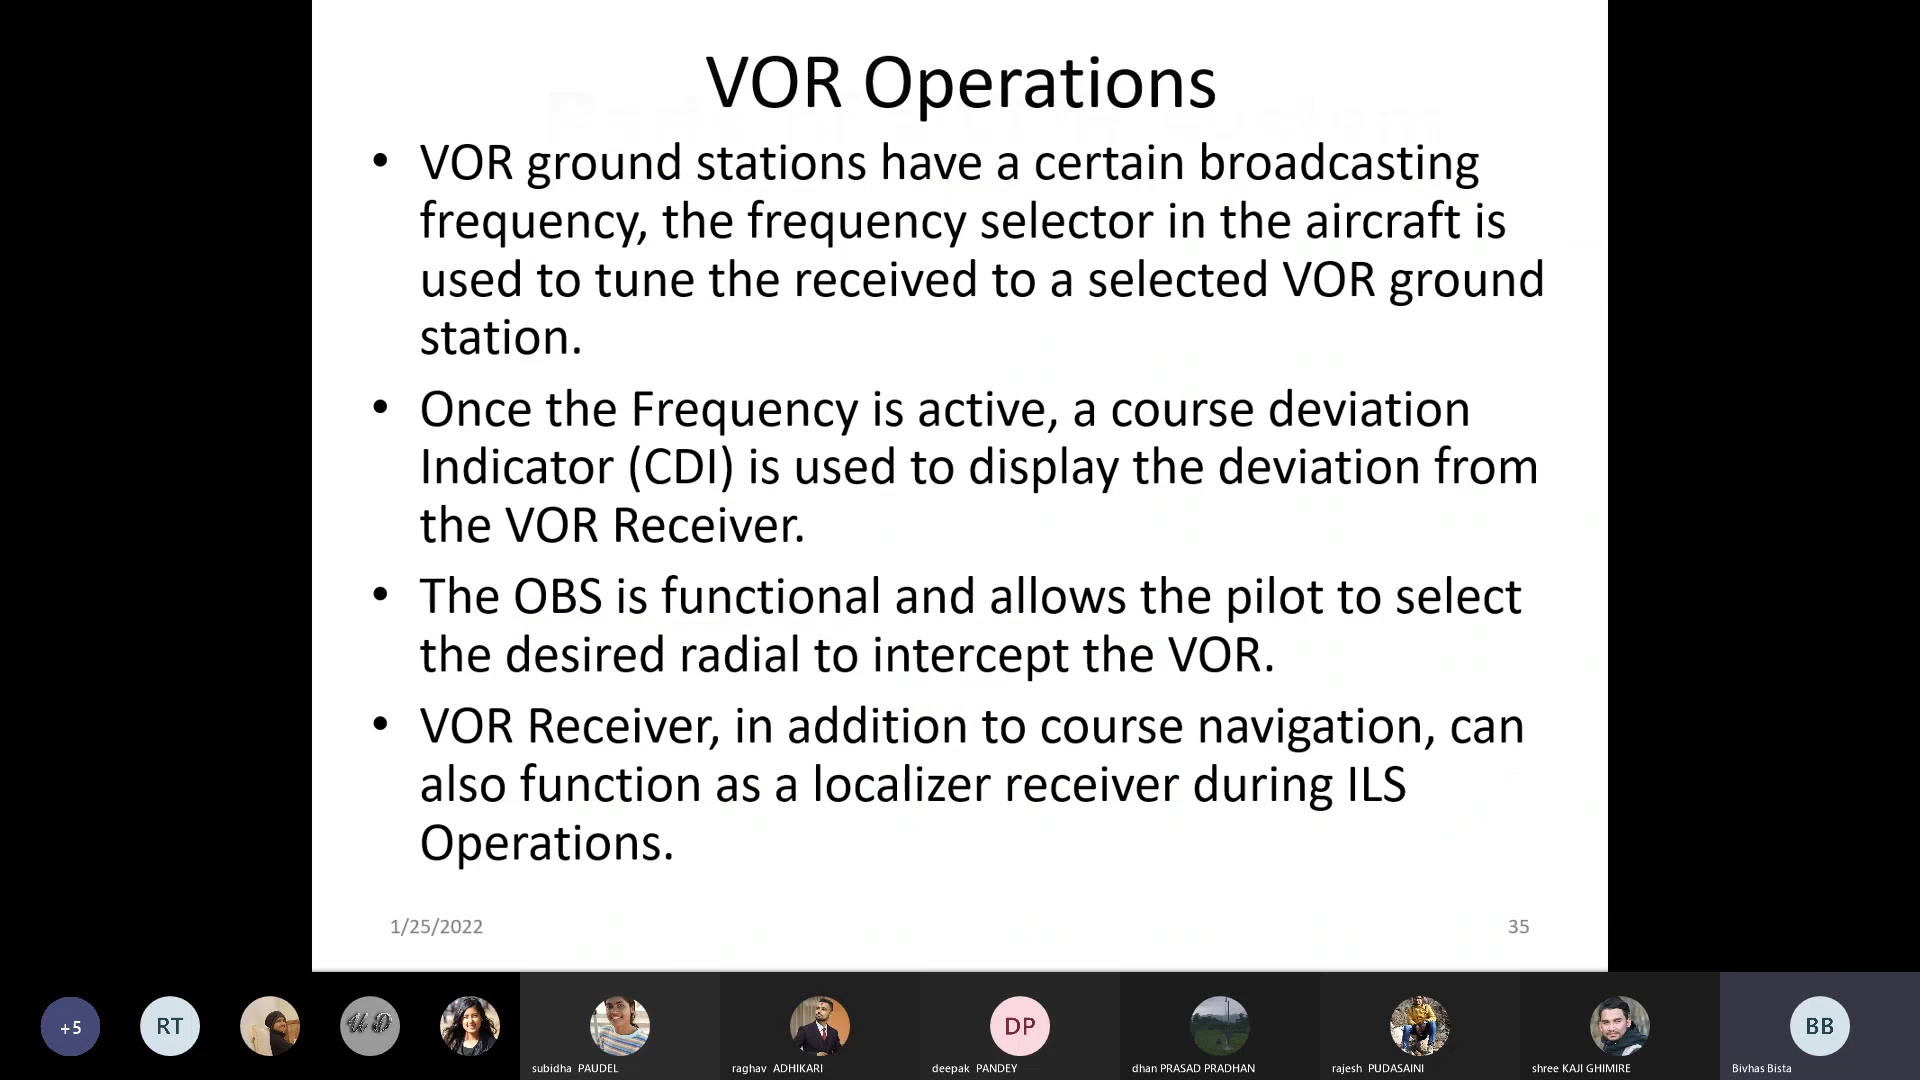 VOR Operations
• VOR ground stations have a certain broadcasting
frequency, the frequency selector in the aircraft is
used to tune the received to a selected VOR ground
station.
• Once the Frequency is active, a course deviation
Indicator (CDI) is used to display the deviation from
the VOR Receiver.
• The OBS is functional and allows the pilot to select
the desired radial to intercept the VOR.
• VOR Receiver, in addition to course navigation, can
also function as a localizer receiver during ILS
Operations.
1/25/2022
35
+5
RT
U D
DP
BB
subidha PAUDEL
raghav ADHIKARI
deepak PANDEY
dhan PRASAD PRADHAN
rajesh PUDASAINI
shree KAJI GHIMIRE
Bivhas Bista